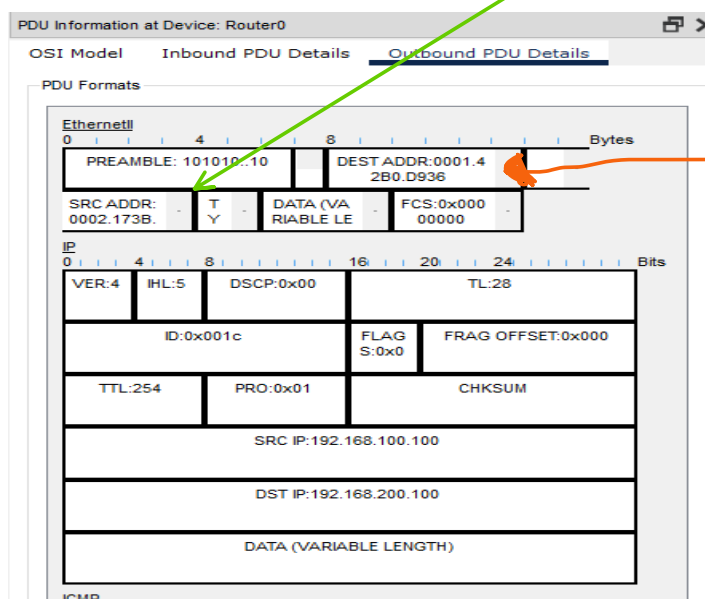 PDU Information at Device: Router0
OSI Model Inbound PDU Details Outbound PDU Details
PDU Formats
EthernetII
0 4 8 Bytes
PREAMBLE: 101010..10 DEST ADDR:0001.4
2B0.D936
SRC ADDR: T DATA (VA FCS:0x000
0002.173B. Y RIABLE LE 00000
IP
0 4 8 16 20 24 Bits
VER:4 IHL:5 DSCP:0x00 TL:28
ID:0x001c FLAG FRAG OFFSET:0x000
S:0x0
TTL:254 PRO:0x01 CHKSUM
SRC IP:192.168.100.100
DST IP:192.168.200.100
DATA (VARIABLE LENGTH)
ICMP